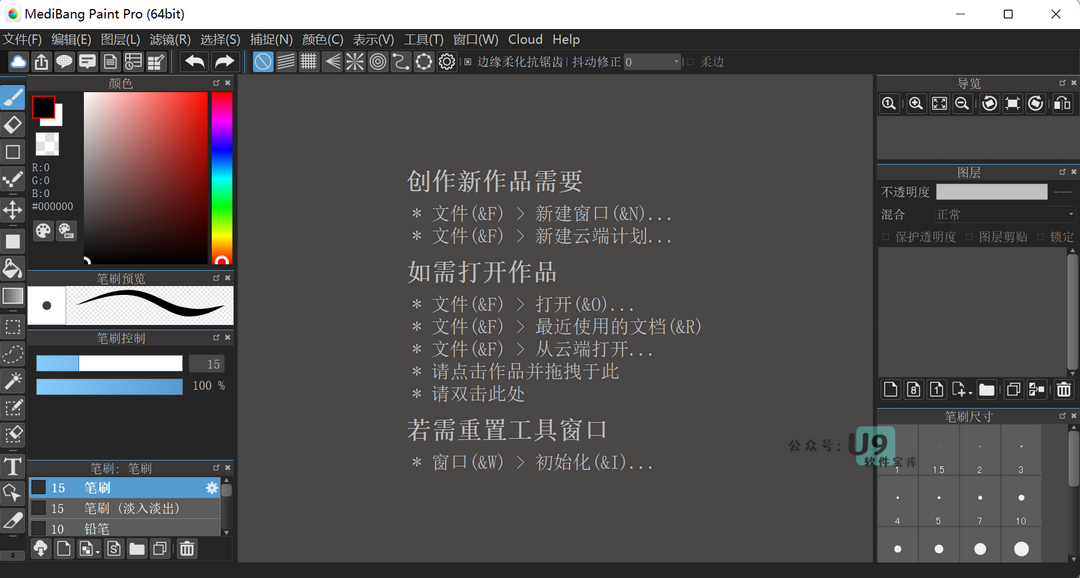 MediBang Paint Pro (64bit)
文件(F) 编辑(E) 图层(L) 滤镜(R) 选择(S) 捕捉(N) 颜色(C) 表示(V) 工具(T) 窗口(W) Cloud Help
边缘柔化抗锯齿 抖动修正 0 柔边
颜色
R:0
G:0
B:0
#000000
笔刷预览
笔刷控制
15
100 %
笔刷: 笔刷
15 笔刷
15 笔刷 (淡入淡出)
10 铅笔
创作新作品需要
* 文件(&F) > 新建窗口(&N)...
* 文件(&F) > 新建云端计划...
如需打开作品
* 文件(&F) > 打开(&O)...
* 文件(&F) > 最近使用的文档(&R)
* 文件(&F) > 从云端打开...
* 请点击作品并拖拽于此
* 请双击此处
若需重置工具窗口
* 窗口(&W) > 初始化(&I)...
导览
图层
不透明度 ---
混合 正常
保护透明度 图层剪贴 锁定
8 1
笔刷尺寸
1 1.5 2 3
4 5 7 10
公众号: U9
软件宝库